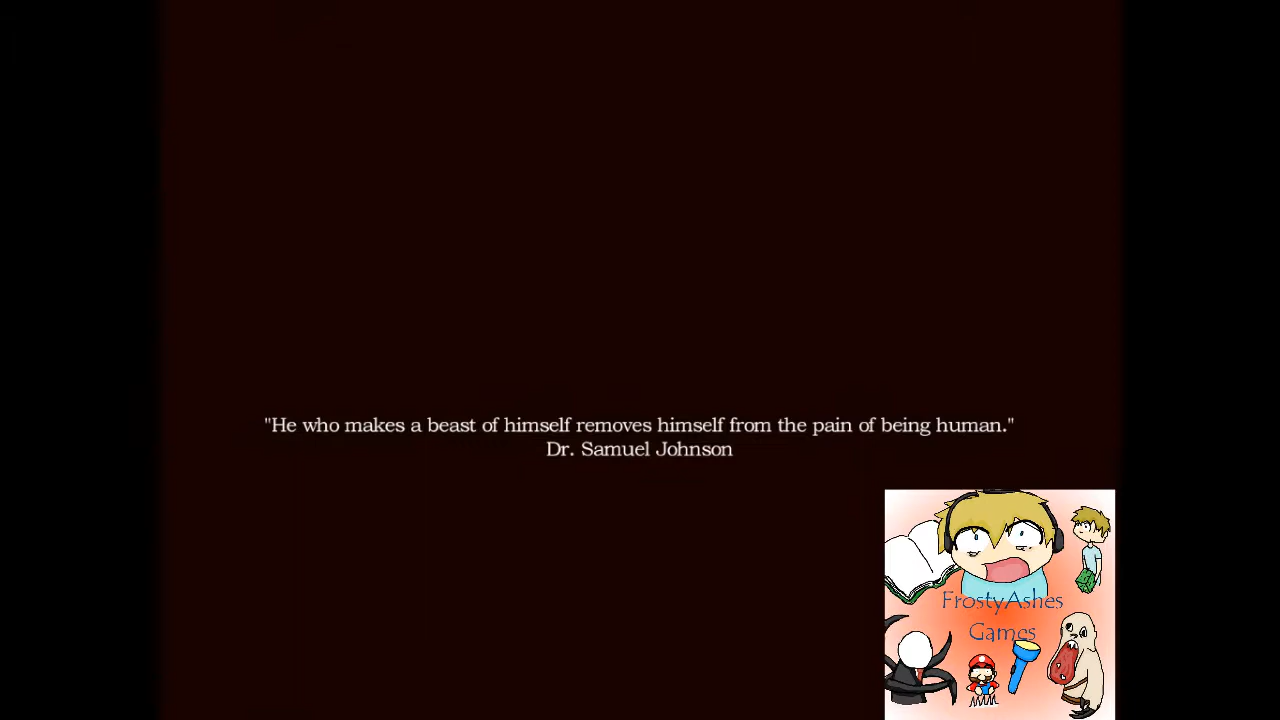 "He who makes a beast of himself removes himself from the pain of being human."
Dr. Samuel Johnson
FrostyAshes
Games